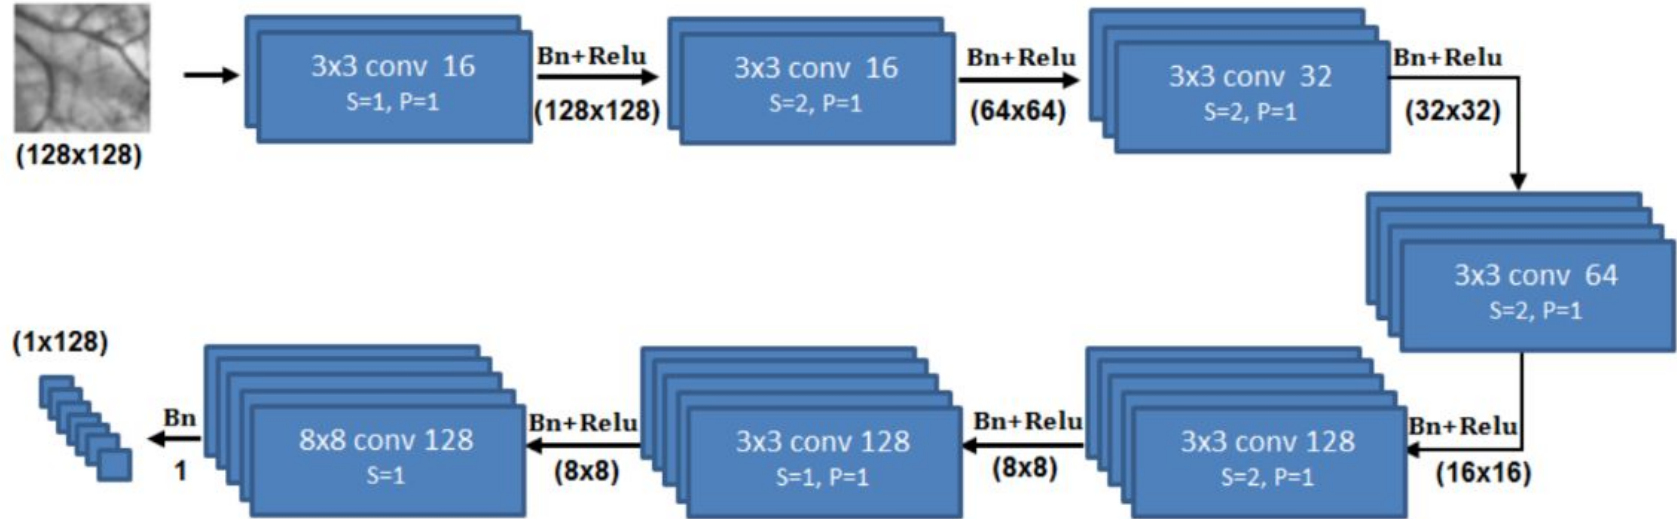 (128x128)
3x3 conv 16
S=1, P=1
Bn+Relu
(128x128)
3x3 conv 16
S=2, P=1
Bn+Relu
(64x64)
3x3 conv 32
S=2, P=1
Bn+Relu
(32x32)
3x3 conv 64
S=2, P=1
Bn+Relu
(16x16)
3x3 conv 128
S=2, P=1
Bn+Relu
(8x8)
3x3 conv 128
S=1, P=1
Bn+Relu
(8x8)
8x8 conv 128
S=1
Bn
1
(1x128)